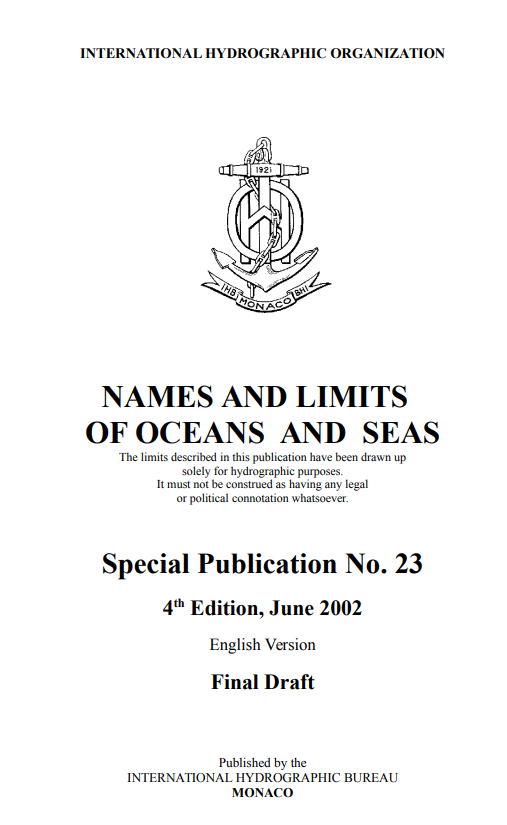 INTERNATIONAL HYDROGRAPHIC ORGANIZATION
1921
IHB MONACO BHI
NAMES AND LIMITS
OF OCEANS AND SEAS
The limits described in this publication have been drawn up
solely for hydrographic purposes.
It must not be construed as having any legal
or political connotation whatsoever.
Special Publication No. 23
4th Edition, June 2002
English Version
Final Draft
Published by the
INTERNATIONAL HYDROGRAPHIC BUREAU
MONACO